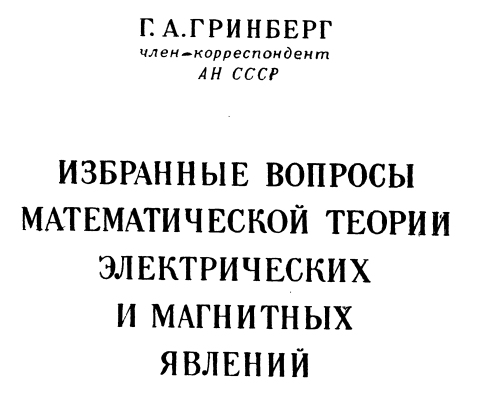 Г. А. ГРИНБЕРГ
член-корреспондент
АН СССР
ИЗБРАННЫЕ ВОПРОСЫ
МАТЕМАТИЧЕСКОЙ ТЕОРИИ
ЭЛЕКТРИЧЕСКИХ
И МАГНИТНЫХ
ЯВЛЕНИЙ